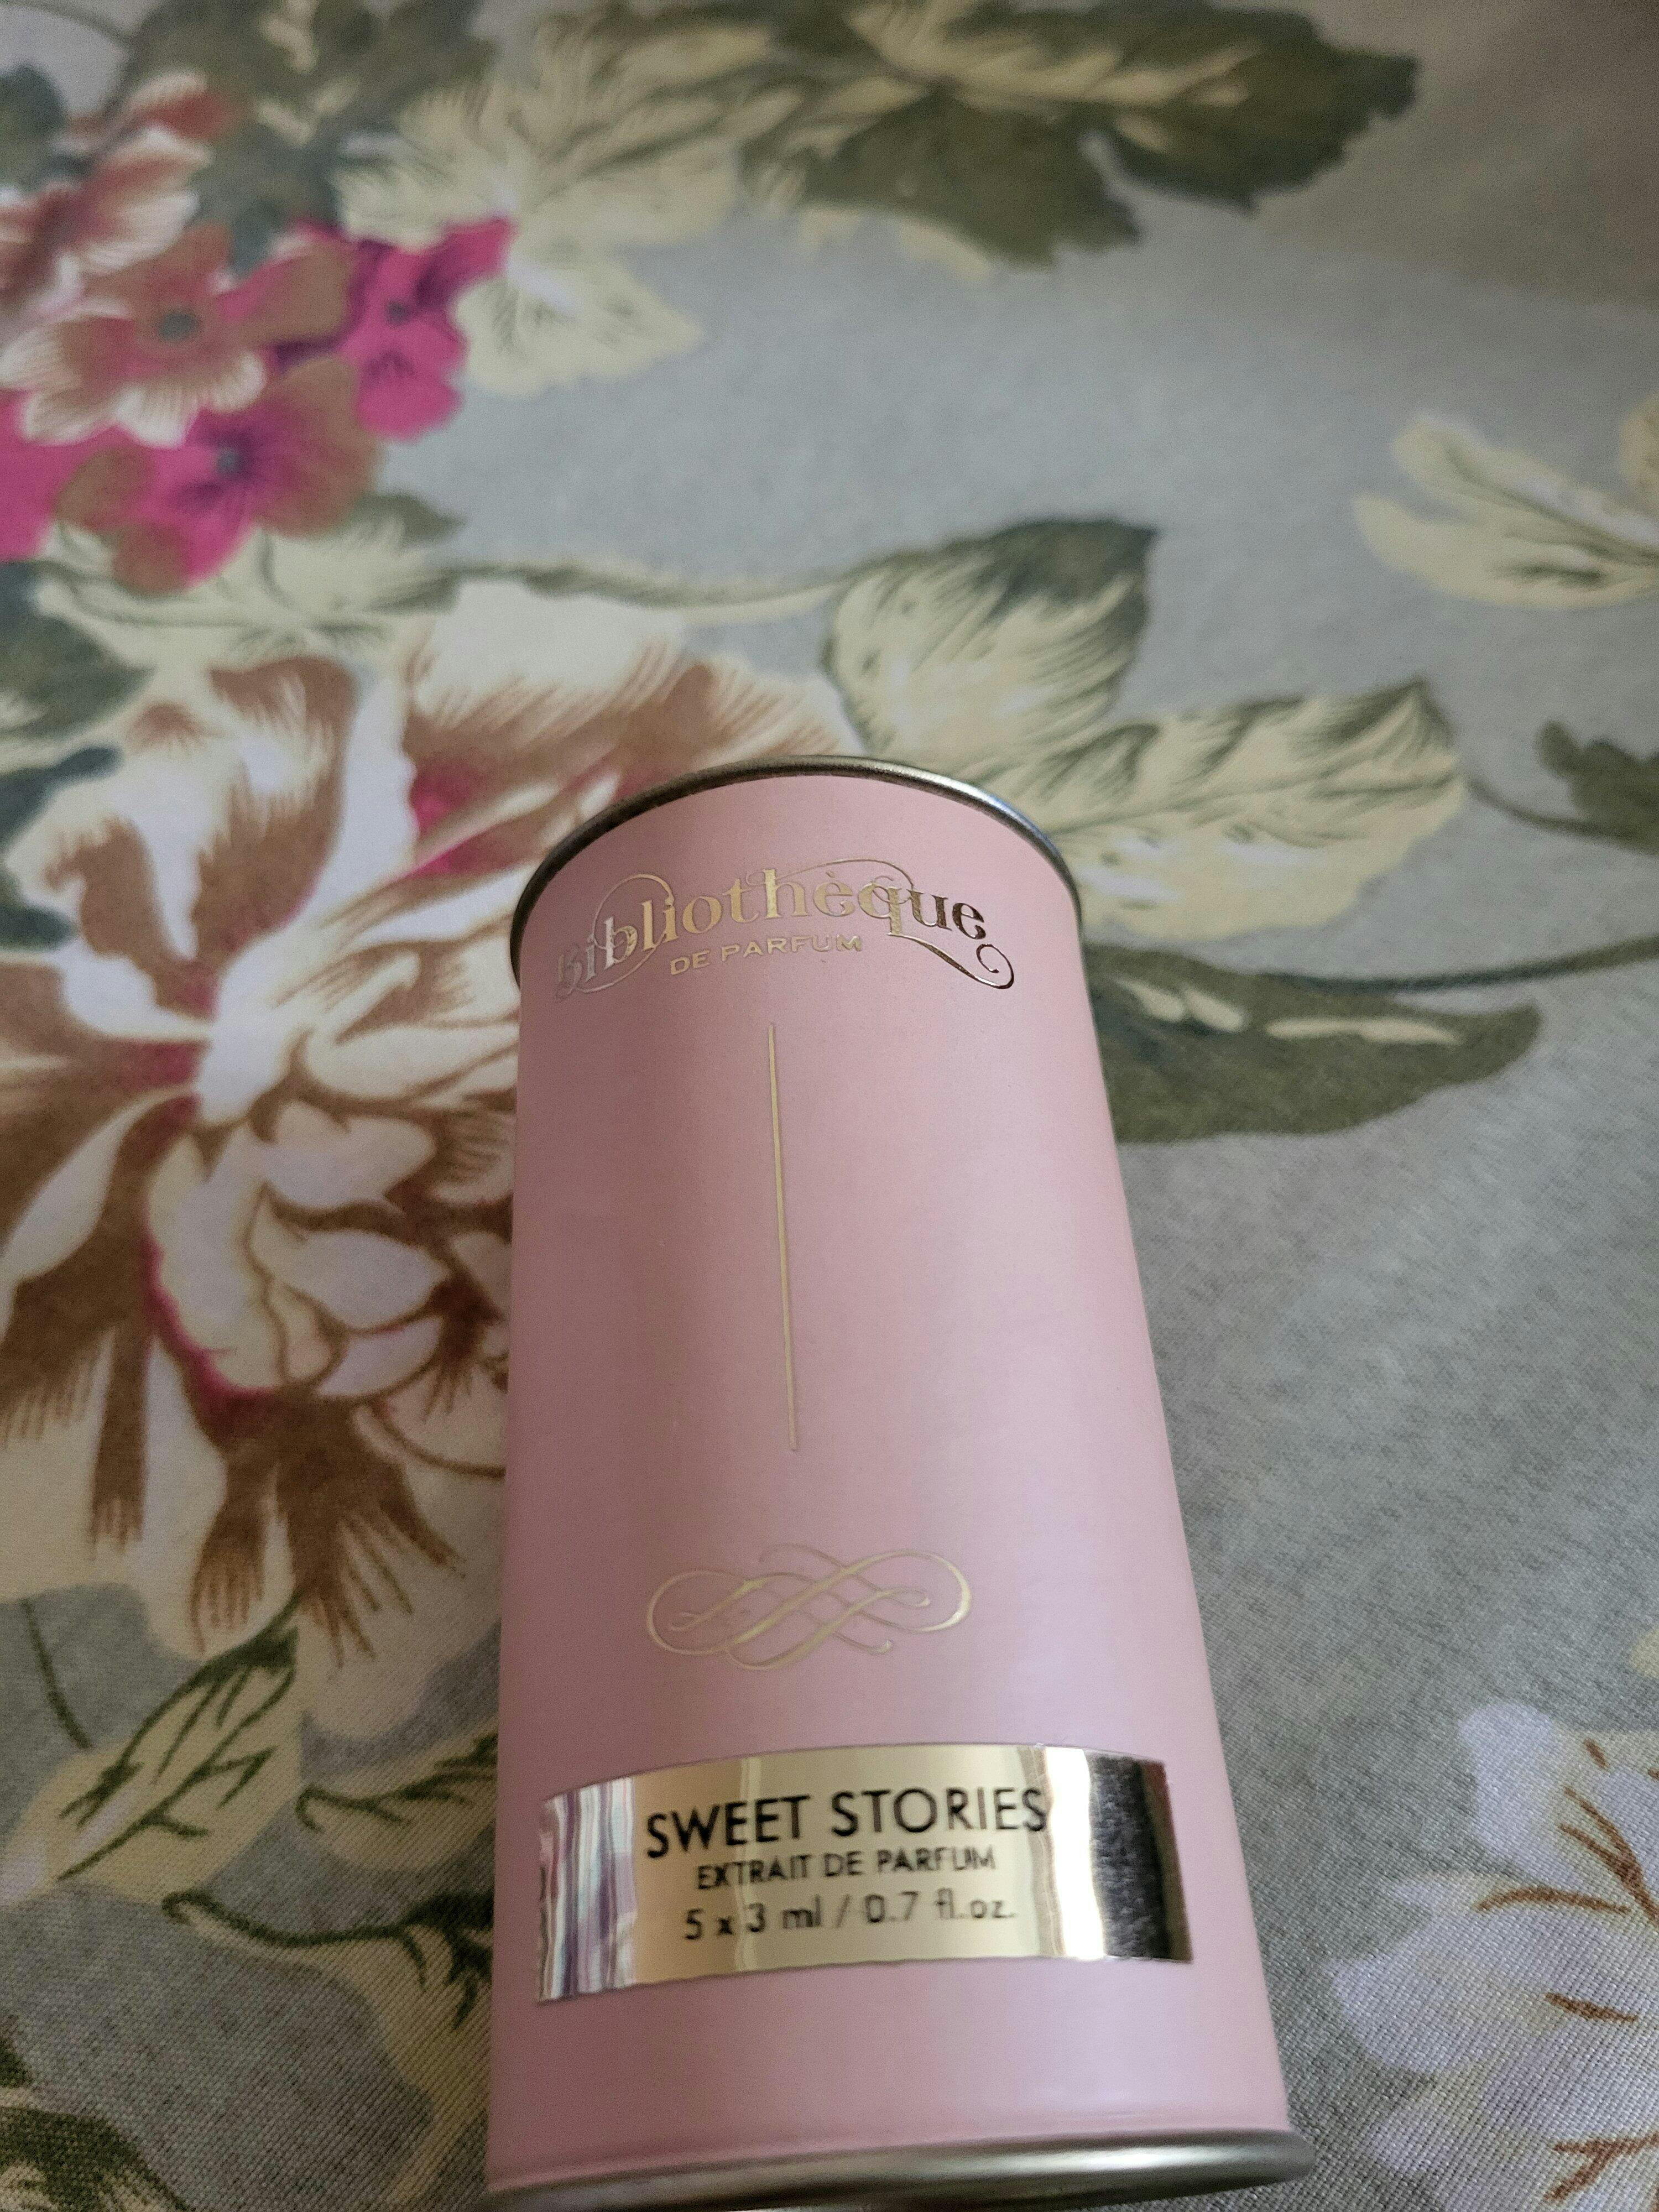 Bibliothèque
DE PARFUM
SWEET STORIES
EXTRAIT DE PARFUM
5 x 3 ml / 0.7 fl.oz.